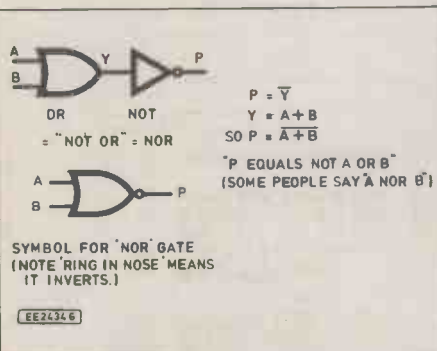 A
B
Y
P
OR
NOT
= "NOT OR" = NOR
P = Y̅
Y = A + B
SO P = A̅ ̅+̅ ̅B̅
"P EQUALS NOT A OR B"
(SOME PEOPLE SAY "A NOR B")
A
B
P
SYMBOL FOR 'NOR' GATE
(NOTE 'RING IN NOSE' MEANS
IT INVERTS.)
EE2434G